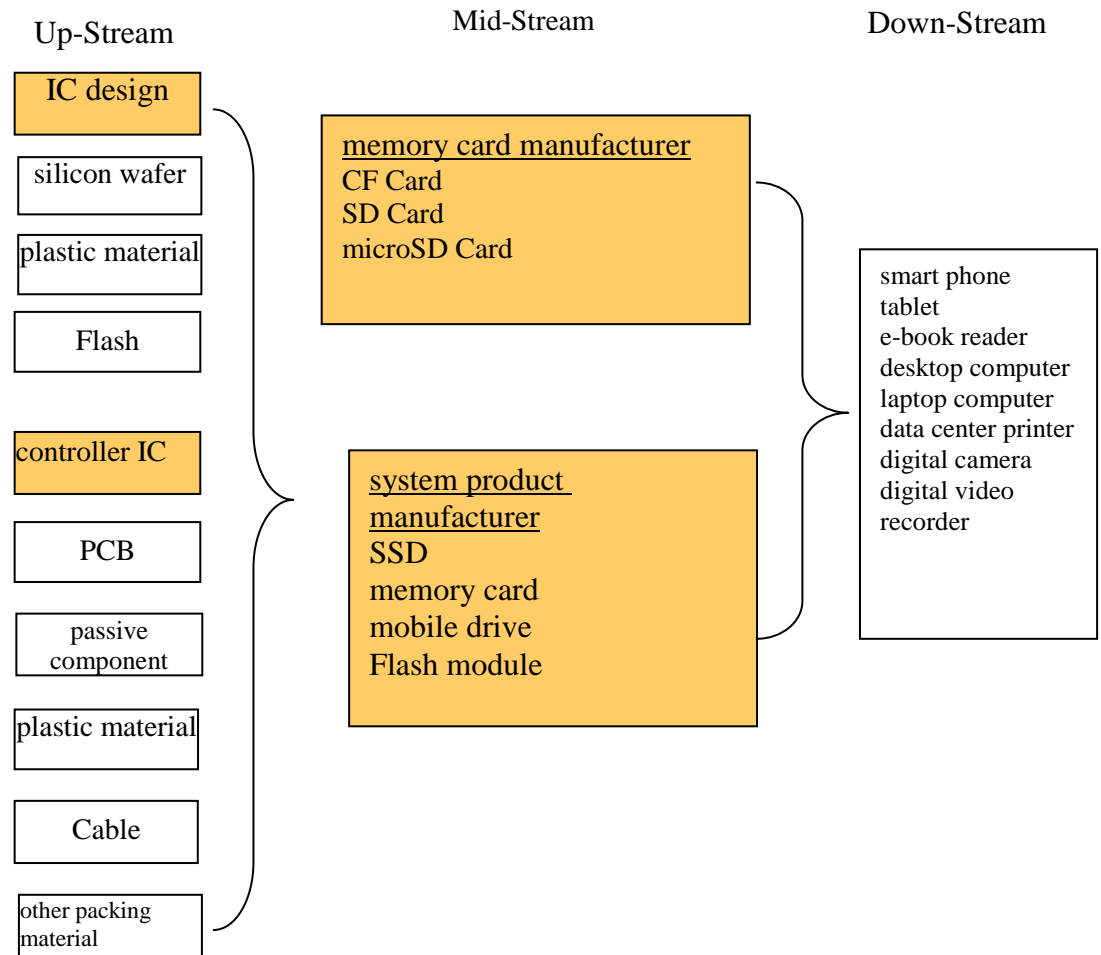 Up-Stream
Mid-Stream
Down-Stream
IC design
silicon wafer
plastic material
Flash
controller IC
PCB
passive
component
plastic material
Cable
other packing
material
memory card manufacturer
CF Card
SD Card
microSD Card
system product
manufacturer
SSD
memory card
mobile drive
Flash module
smart phone
tablet
e-book reader
desktop computer
laptop computer
data center printer
digital camera
digital video
recorder